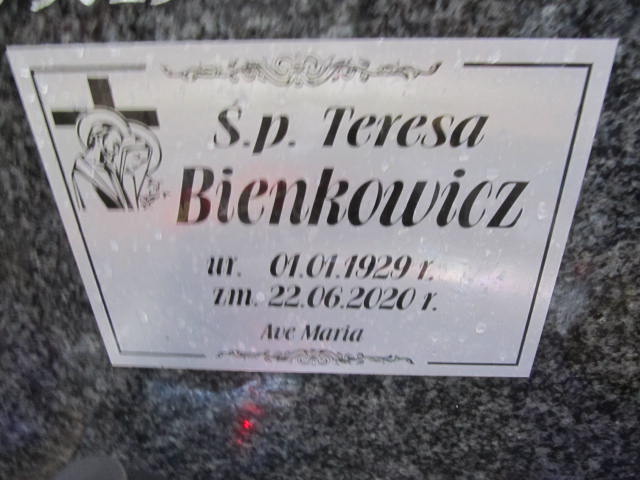 Ś.p. Teresa
Bienkowicz
ur. 01.01.1929 r.
zm. 22.06.2020 r.
Ave Maria